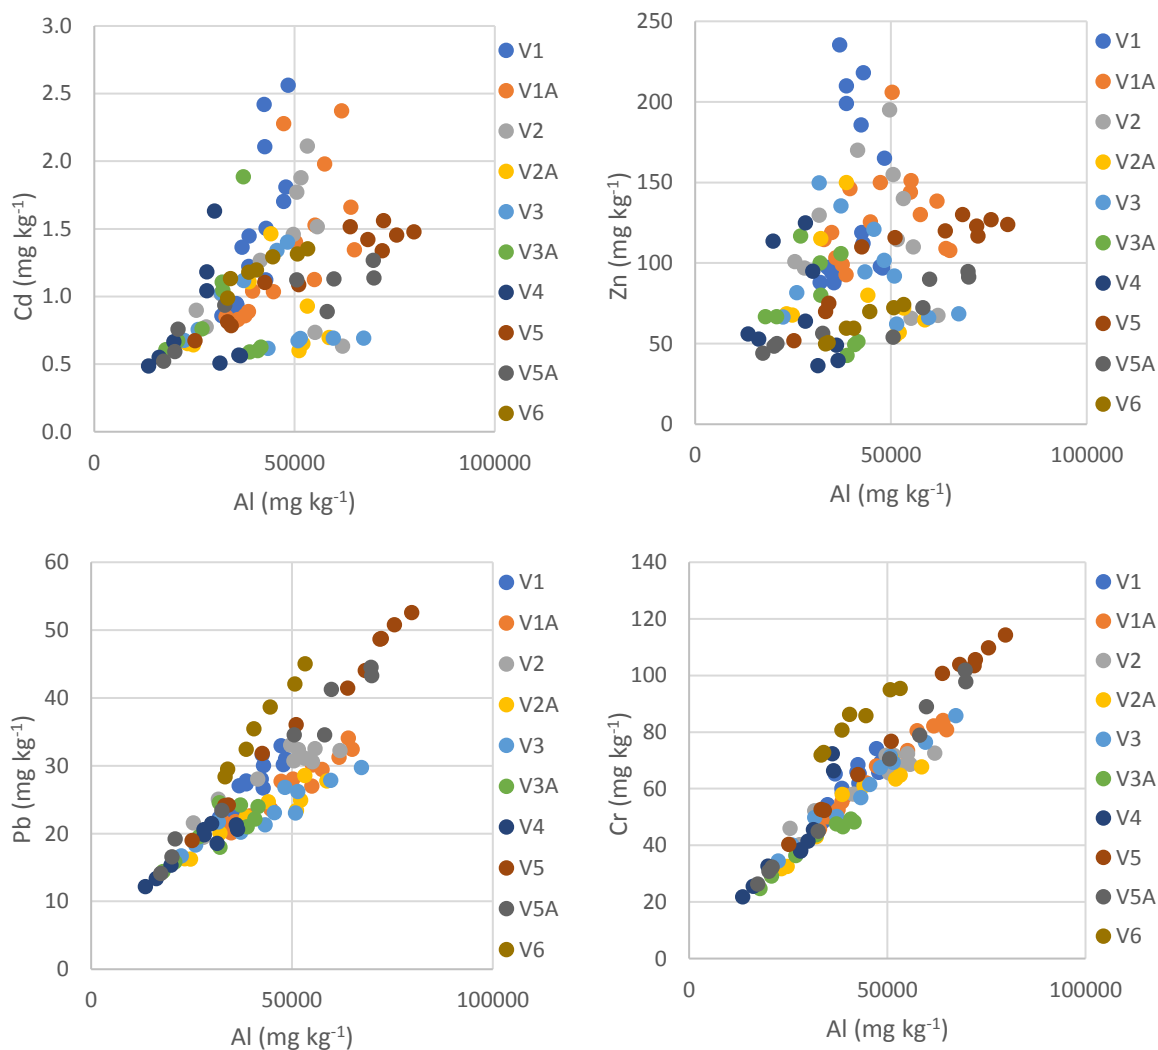 3.0
2.5
2.0
1.5
1.0
0.5
0.0
Cd (mg kg-1)
0
50000
100000
Al (mg kg-1)
V1
V1A
V2
V2A
V3
V3A
V4
V5
V5A
V6
250
200
150
100
50
0
Zn (mg kg-1)
0
50000
100000
Al (mg kg-1)
V1
V1A
V2
V2A
V3
V3A
V4
V5
V5A
V6
60
50
40
30
20
10
0
Pb (mg kg-1)
0
50000
100000
Al (mg kg-1)
V1
V1A
V2
V2A
V3
V3A
V4
V5
V5A
V6
140
120
100
80
60
40
20
0
Cr (mg kg-1)
0
50000
100000
Al (mg kg-1)
V1
V1A
V2
V2A
V3
V3A
V4
V5
V5A
V6